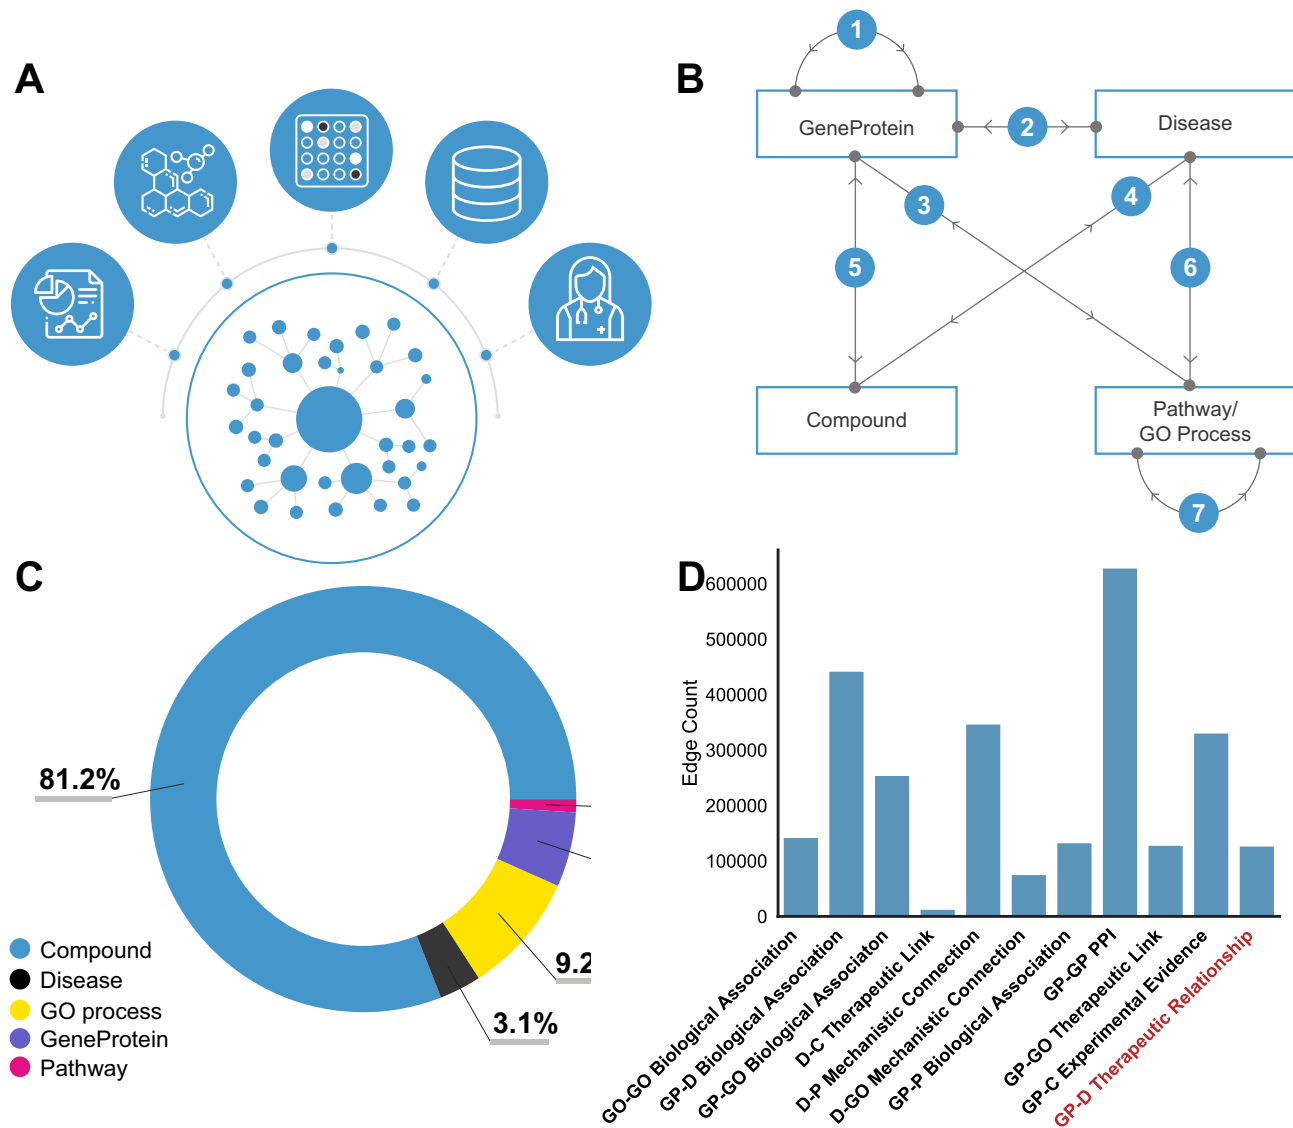 A
B
1
GeneProtein
2
Disease
3
4
5
6
Compound
Pathway/
GO Process
7
C
81.2%
9.2
3.1%
Compound
Disease
GO process
GeneProtein
Pathway
D
Edge Count
600000
500000
400000
300000
200000
100000
0
GO-GO Biological Association
GP-D Biological Association
GP-GO Biological Associaton
D-C Therapeutic Link
D-P Mechanistic Connection
D-GO Mechanistic Connection
GP-P Biological Association
GP-GP PPI
GP-GO Therapeutic Link
GP-C Experimental Evidence
GP-D Therapeutic Relationship